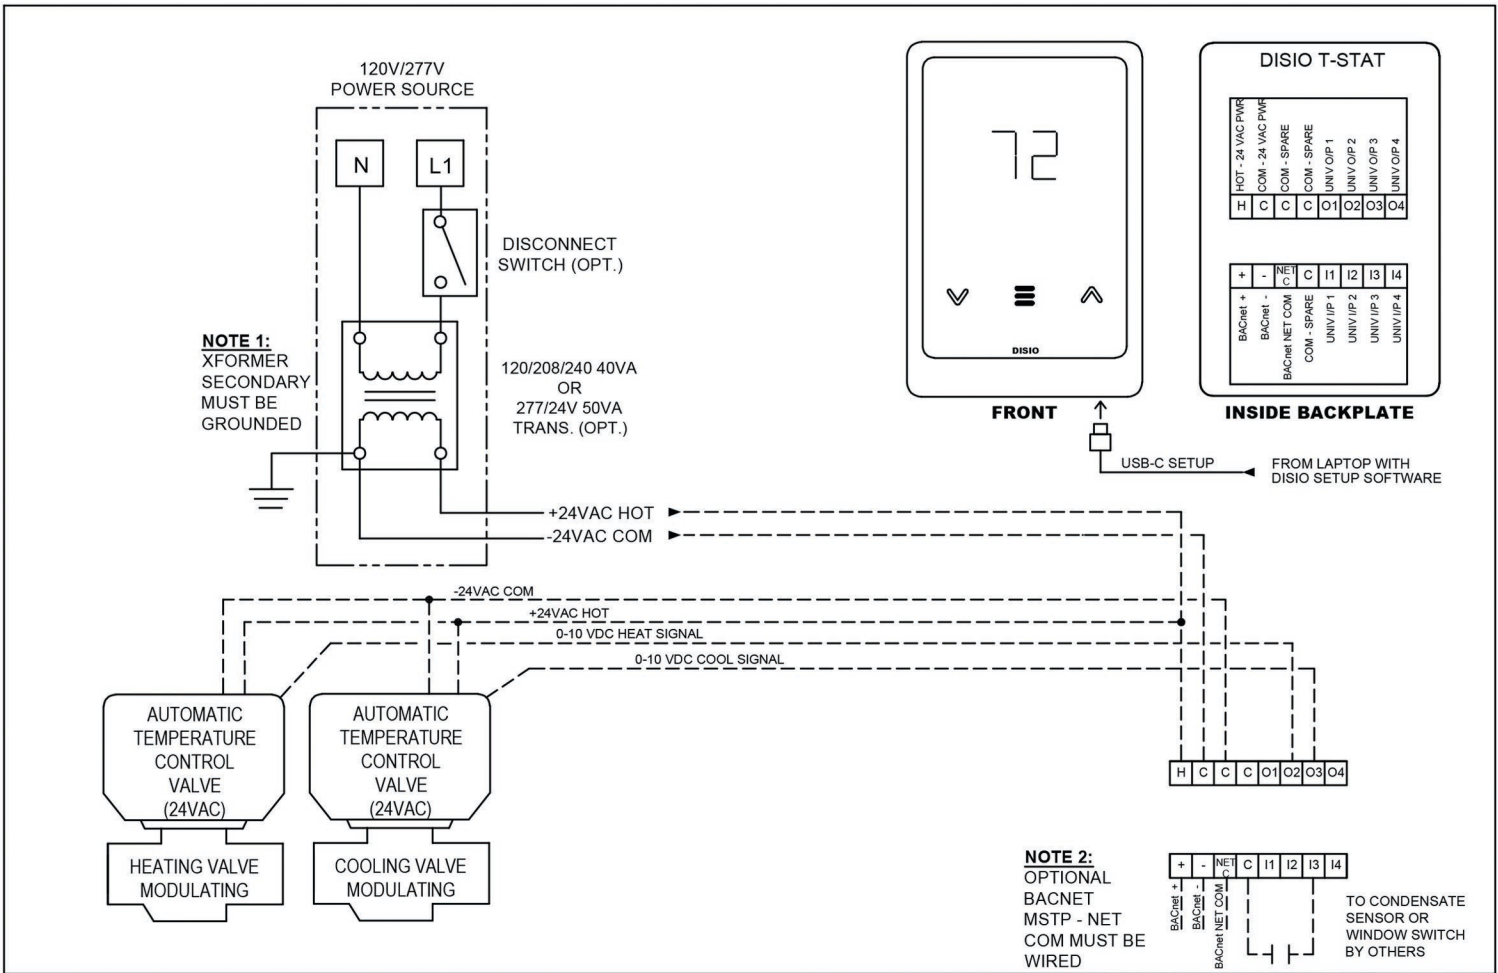 120V/277V
POWER SOURCE
N
L1
DISCONNECT
SWITCH (OPT.)
NOTE 1:
XFORMER
SECONDARY
MUST BE
GROUNDED
120/208/240 40VA
OR
277/24V 50VA
TRANS. (OPT.)
72
DISIO
FRONT
DISIO T-STAT
HOT - 24 VAC PWR
COM - 24 VAC PWR
COM - SPARE
COM - SPARE
UNIV O/P 1
UNIV O/P 2
UNIV O/P 3
UNIV O/P 4
H C C C O1 O2 O3 O4
+ - NET C C I1 I2 I3 I4
BACnet +
BACnet -
BACnet NET COM
COM - SPARE
UNIV I/P 1
UNIV I/P 2
UNIV I/P 3
UNIV I/P 4
INSIDE BACKPLATE
USB-C SETUP
FROM LAPTOP WITH
DISIO SETUP SOFTWARE
+24VAC HOT
-24VAC COM
-24VAC COM
+24VAC HOT
0-10 VDC HEAT SIGNAL
0-10 VDC COOL SIGNAL
AUTOMATIC
TEMPERATURE
CONTROL
VALVE
(24VAC)
HEATING VALVE
MODULATING
AUTOMATIC
TEMPERATURE
CONTROL
VALVE
(24VAC)
COOLING VALVE
MODULATING
H C C C O1 O2 O3 O4
NOTE 2:
OPTIONAL
BACNET
MSTP - NET
COM MUST BE
WIRED
+ - NET C C I1 I2 I3 I4
BACnet +
BACnet -
BACnet NET COM
TO CONDENSATE
SENSOR OR
WINDOW SWITCH
BY OTHERS